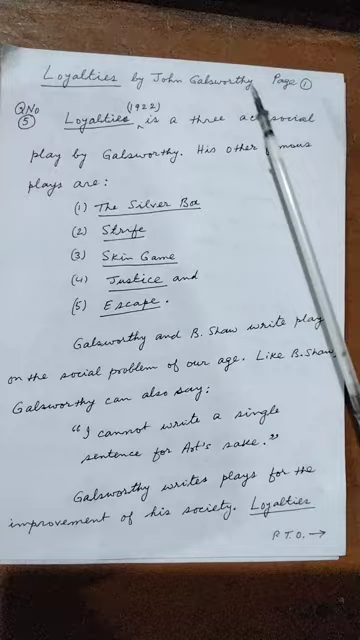 Loyalties by John Galsworthy Page 1
QNo
5
(1922)
Loyalties ^ is a three act social
play by Galsworthy. His other
plays are:
(1) The Silver Box
(2) Strife
(3) Skin Game
(4) Justice and
(5) Escape.
Galsworthy and B. Shaw write play
on the social problem of our age. Like B. Shaw,
Galsworthy can also say:
"I cannot write a single
sentence for Art's sake."
Galsworthy writes plays for the
improvement of his society. Loyalties
P.T.O. →